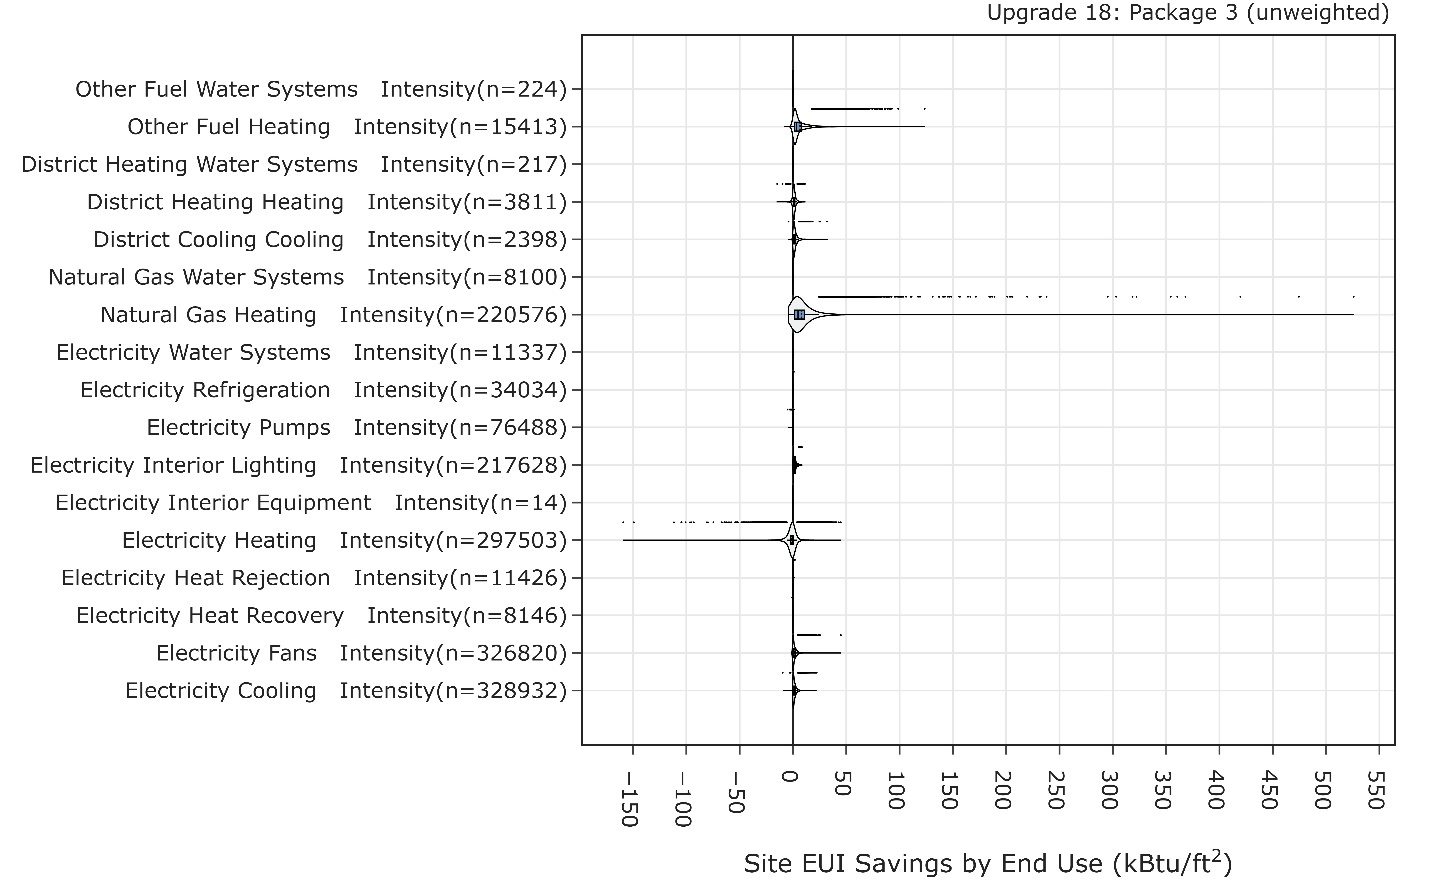 Upgrade 18: Package 3 (unweighted)
Other Fuel Water Systems Intensity(n=224)
Other Fuel Heating Intensity(n=15413)
District Heating Water Systems Intensity(n=217)
District Heating Heating Intensity(n=3811)
District Cooling Cooling Intensity(n=2398)
Natural Gas Water Systems Intensity(n=8100)
Natural Gas Heating Intensity(n=220576)
Electricity Water Systems Intensity(n=11337)
Electricity Refrigeration Intensity(n=34034)
Electricity Pumps Intensity(n=76488)
Electricity Interior Lighting Intensity(n=217628)
Electricity Interior Equipment Intensity(n=14)
Electricity Heating Intensity(n=297503)
Electricity Heat Rejection Intensity(n=11426)
Electricity Heat Recovery Intensity(n=8146)
Electricity Fans Intensity(n=326820)
Electricity Cooling Intensity(n=328932)
−150 −100 −50 0 50 100 150 200 250 300 350 400 450 500 550
Site EUI Savings by End Use (kBtu/ft²)